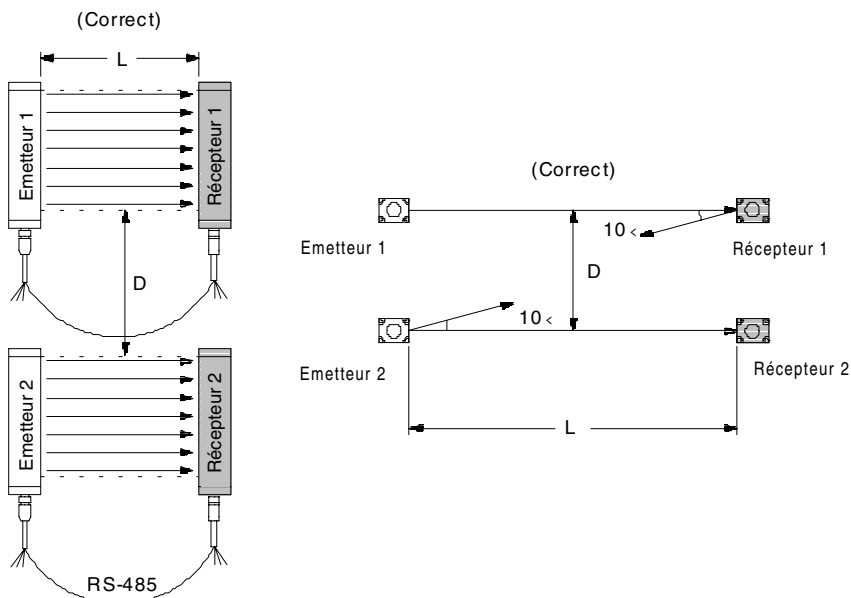 (Correct)
L
Emetteur 1
Récepteur 1
D
Emetteur 2
Récepteur 2
RS-485
(Correct)
10 <
Emetteur 1
Récepteur 1
D
10 <
Emetteur 2
Récepteur 2
L